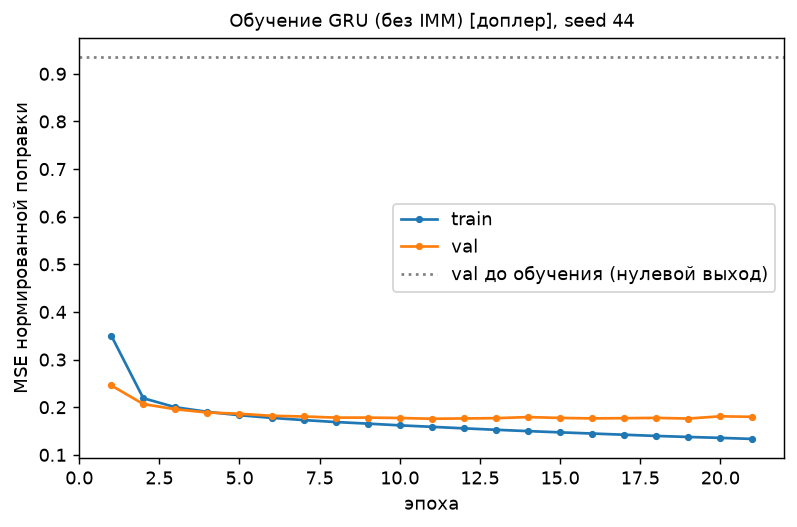 Обучение GRU (без IMM) [доплер], seed 44
MSE нормированной поправки
0.9
0.8
0.7
0.6
0.5
0.4
0.3
0.2
0.1
train
val
val до обучения (нулевой выход)
0.0 2.5 5.0 7.5 10.0 12.5 15.0 17.5 20.0
эпоха